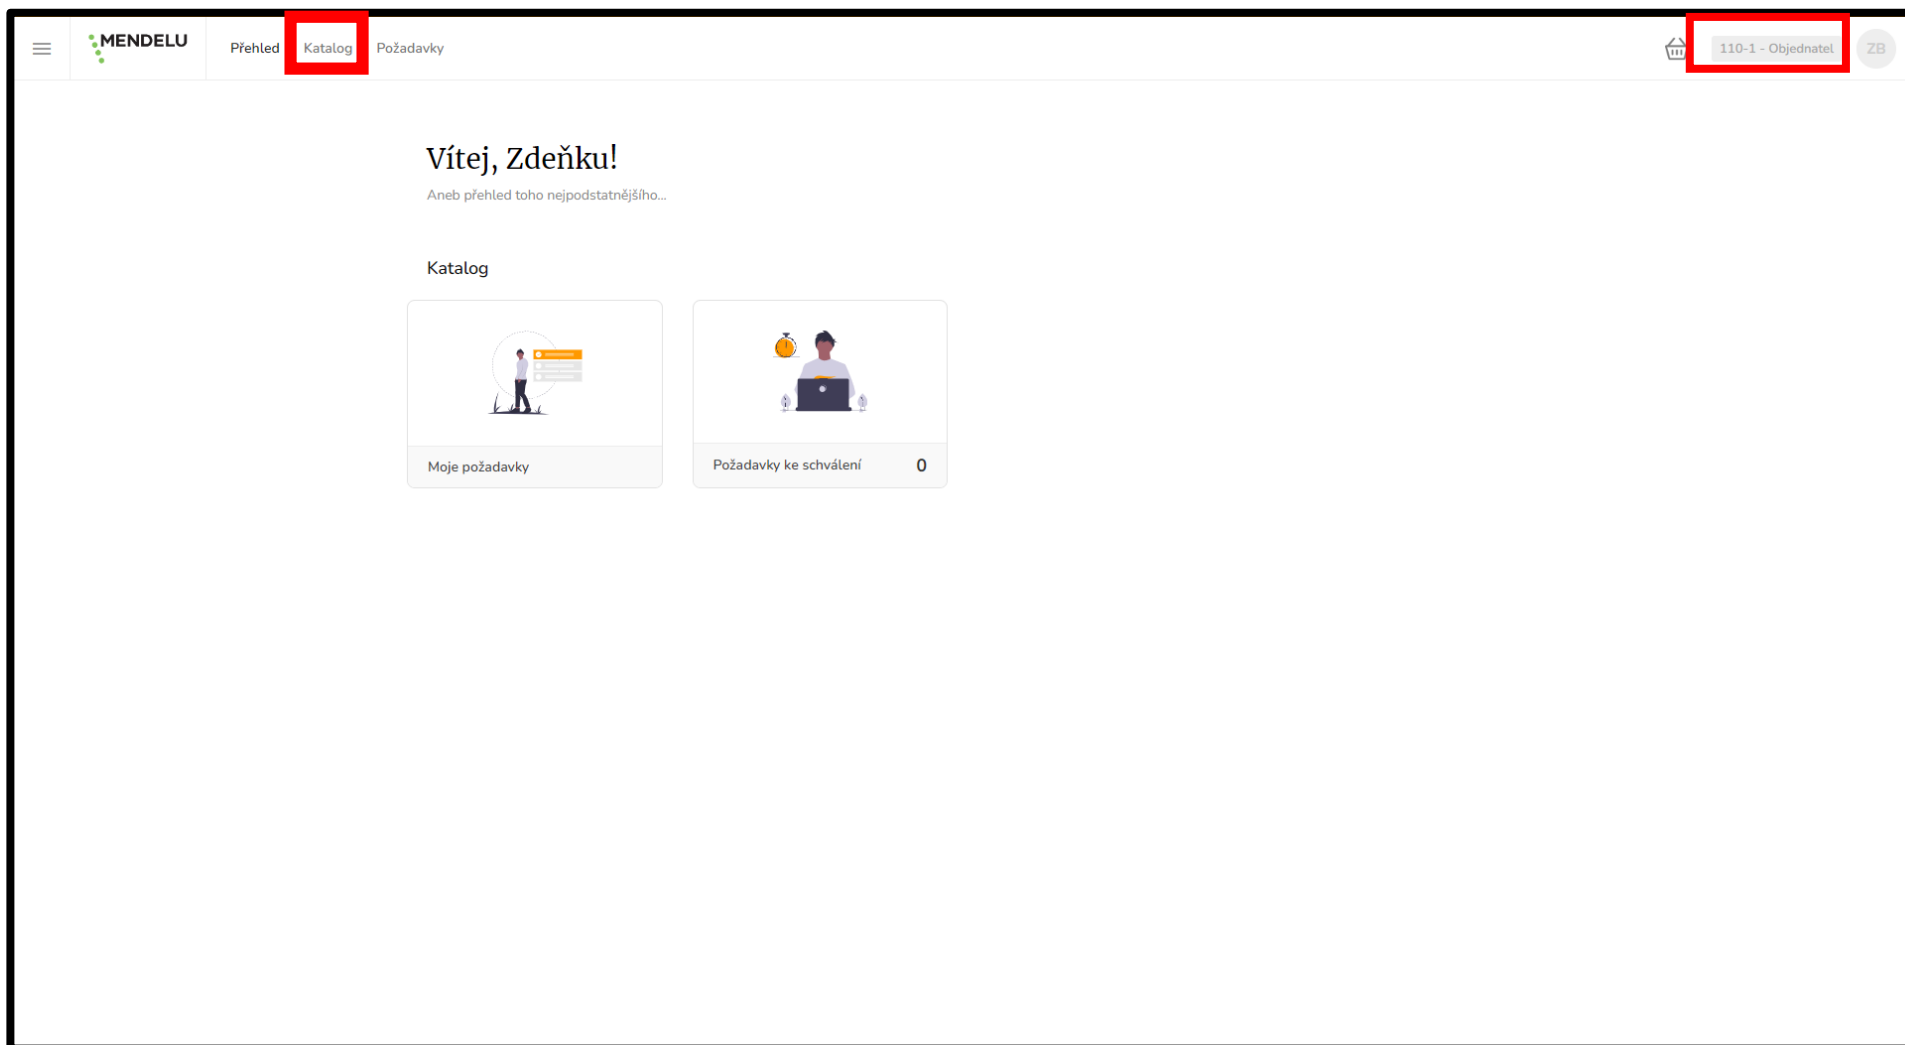 MENDELU
Přehled Katalog Požadavky
110-1 - Objednatel ZB
Vítej, Zdeňku!
Aneb přehled toho nejpodstatnějšího...
Katalog
Moje požadavky
Požadavky ke schválení 0